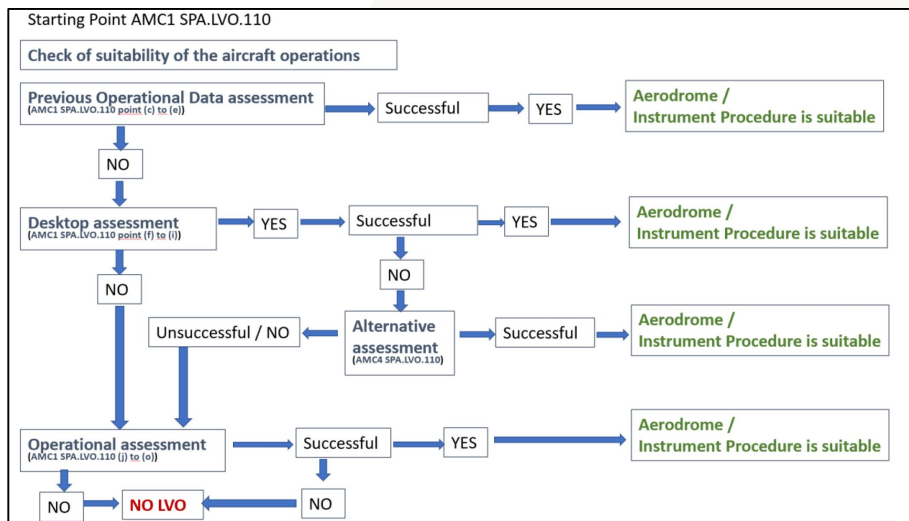 Starting Point AMC1 SPA.LVO.110
Check of suitability of the aircraft operations
Previous Operational Data assessment
(AMC1 SPA.LVO.110 point (c) to (e))
Successful
YES
Aerodrome /
Instrument Procedure is suitable
NO
Desktop assessment
(AMC1 SPA.LVO.110 point (f) to (i))
YES
Successful
YES
Aerodrome /
Instrument Procedure is suitable
NO
NO
Unsuccessful / NO
Alternative
assessment
(AMC4 SPA.LVO.110)
Successful
Aerodrome /
Instrument Procedure is suitable
Operational assessment
(AMC1 SPA.LVO.110 (j) to (o))
Successful
YES
Aerodrome /
Instrument Procedure is suitable
NO
NO LVO
NO